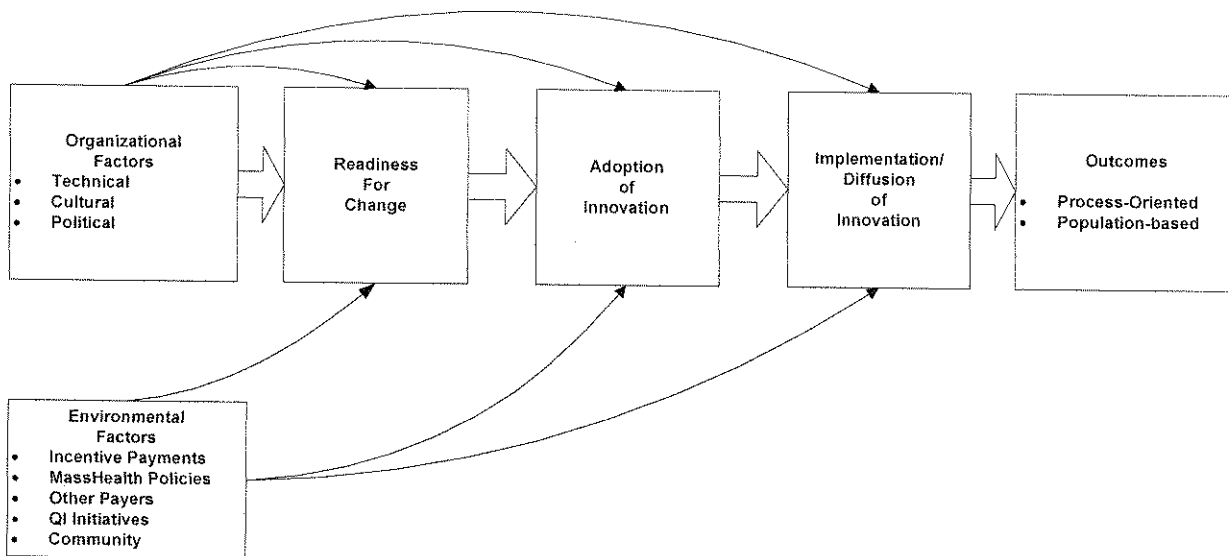 Organizational
Factors
• Technical
• Cultural
• Political
Readiness
For
Change
Adoption
of
Innovation
Implementation/
Diffusion
of
Innovation
Outcomes
• Process-Oriented
• Population-based
Environmental
Factors
• Incentive Payments
• MassHealth Policies
• Other Payers
• QI Initiatives
• Community